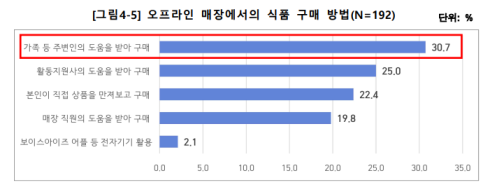 [그림4-5] 오프라인 매장에서의 식품 구매 방법(N=192)
단위: %
가족 등 주변인의 도움을 받아 구매 30.7
활동지원사의 도움을 받아 구매 25.0
본인이 직접 상품을 만져보고 구매 22.4
매장 직원의 도움을 받아 구매 19.8
보이스아이즈 어플 등 전자기기 활용 2.1
0.0 5.0 10.0 15.0 20.0 25.0 30.0 35.0